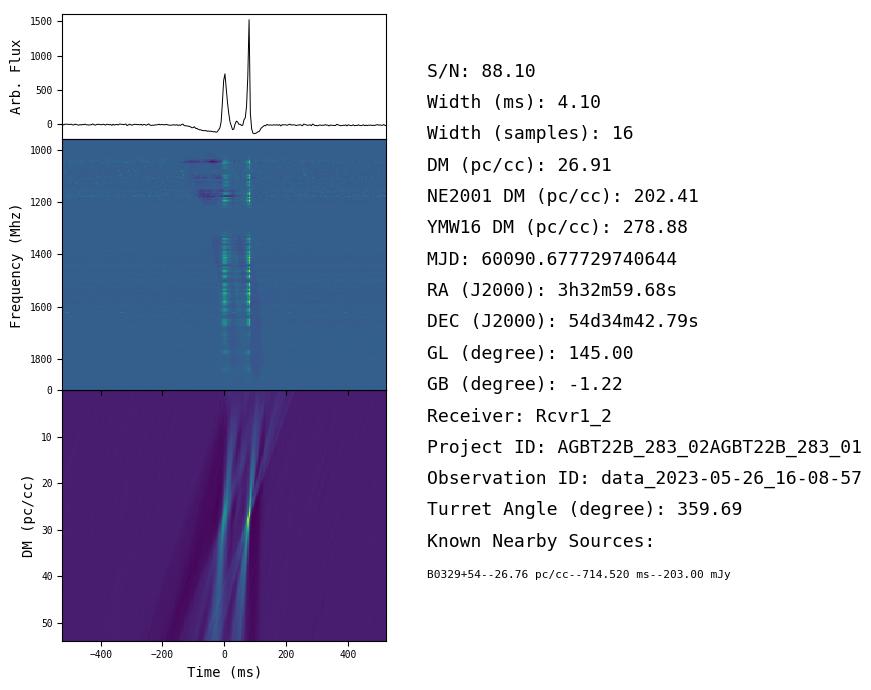 1500
1000
500
0
Arb. Flux
1000
1200
1400
1600
1800
Frequency (Mhz)
0
10
20
30
40
50
DM (pc/cc)
−400
−200
0
200
400
Time (ms)
S/N: 88.10
Width (ms): 4.10
Width (samples): 16
DM (pc/cc): 26.91
NE2001 DM (pc/cc): 202.41
YMW16 DM (pc/cc): 278.88
MJD: 60090.677729740644
RA (J2000): 3h32m59.68s
DEC (J2000): 54d34m42.79s
GL (degree): 145.00
GB (degree): -1.22
Receiver: Rcvr1_2
Project ID: AGBT22B_283_02AGBT22B_283_01
Observation ID: data_2023-05-26_16-08-57
Turret Angle (degree): 359.69
Known Nearby Sources:
B0329+54--26.76 pc/cc--714.520 ms--203.00 mJy